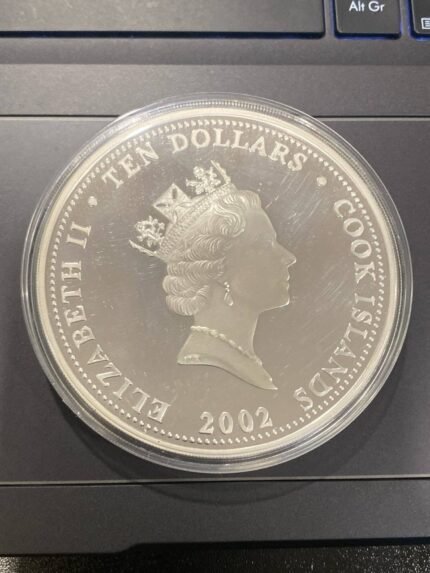 Alt Gr
ELIZABETH II • TEN DOLLARS • COOK ISLANDS
2002